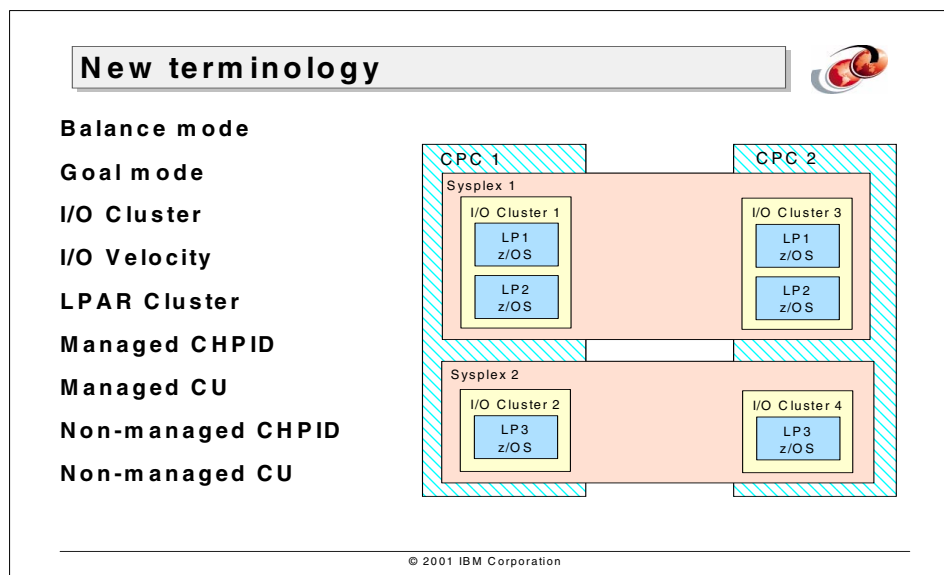 New terminology
Balance mode
Goal mode
I/O Cluster
I/O Velocity
LPAR Cluster
Managed CHPID
Managed CU
Non-managed CHPID
Non-managed CU
CPC 1
CPC 2
Sysplex 1
I/O Cluster 1
LP1
z/OS
LP2
z/OS
I/O Cluster 3
LP1
z/OS
LP2
z/OS
Sysplex 2
I/O Cluster 2
LP3
z/OS
I/O Cluster 4
LP3
z/OS
© 2001 IBM Corporation